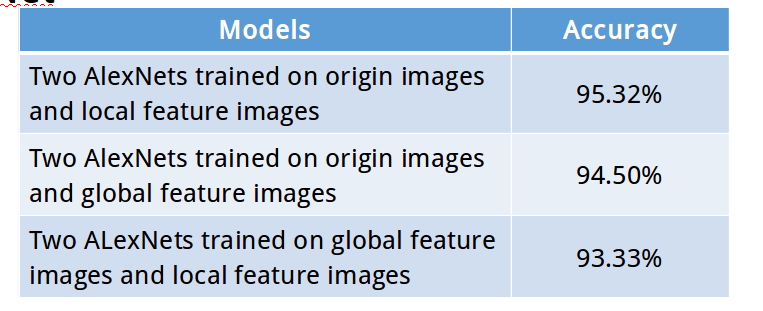 Models
Accuracy
Two AlexNets trained on origin images
and local feature images
95.32%
Two AlexNets trained on origin images
and global feature images
94.50%
Two ALexNets trained on global feature
images and local feature images
93.33%